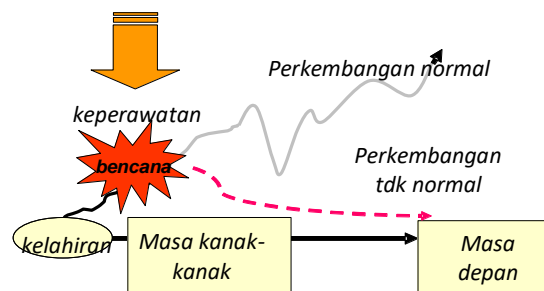 Perkembangan normal
keperawatan
bencana
Perkembangan
tdk normal
kelahiran
Masa kanak-
kanak
Masa
depan